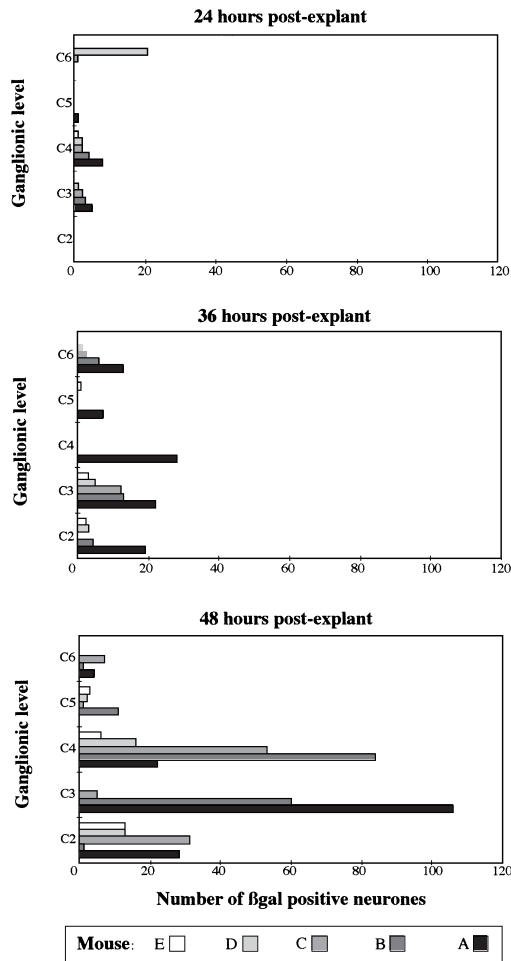 24 hours post-explant
Ganglionic level
C6
C5
C4
C3
C2
0 20 40 60 80 100 120
36 hours post-explant
Ganglionic level
C6
C5
C4
C3
C2
0 20 40 60 80 100 120
48 hours post-explant
Ganglionic level
C6
C5
C4
C3
C2
0 20 40 60 80 100 120
Number of ßgal positive neurones
Mouse: E D C B A